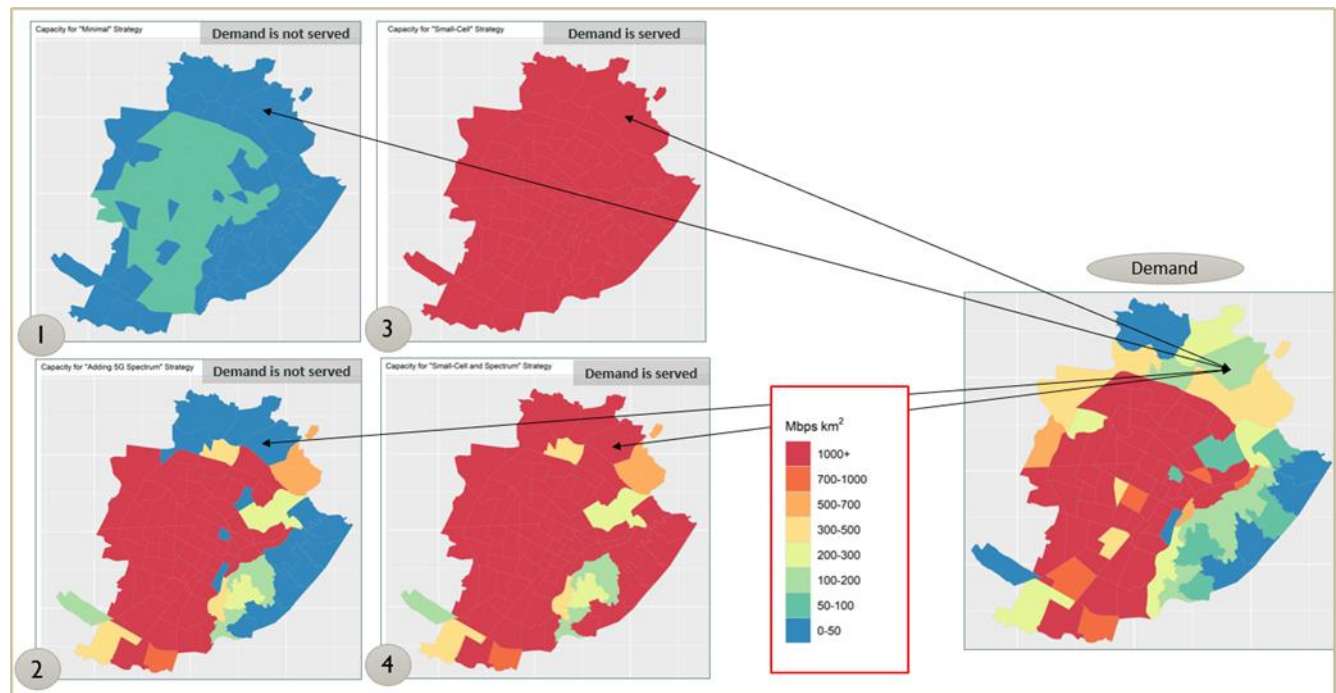 Capacity for "Minimal" Strategy
Demand is not served
Capacity for "Small-Cell" Strategy
Demand is served
Demand
1
3
Capacity for "Adding 5G Spectrum" Strategy
Demand is not served
Capacity for "Small-Cell and Spectrum" Strategy
Demand is served
Mbps km²
1000+
700-1000
500-700
300-500
200-300
100-200
50-100
0-50
2
4